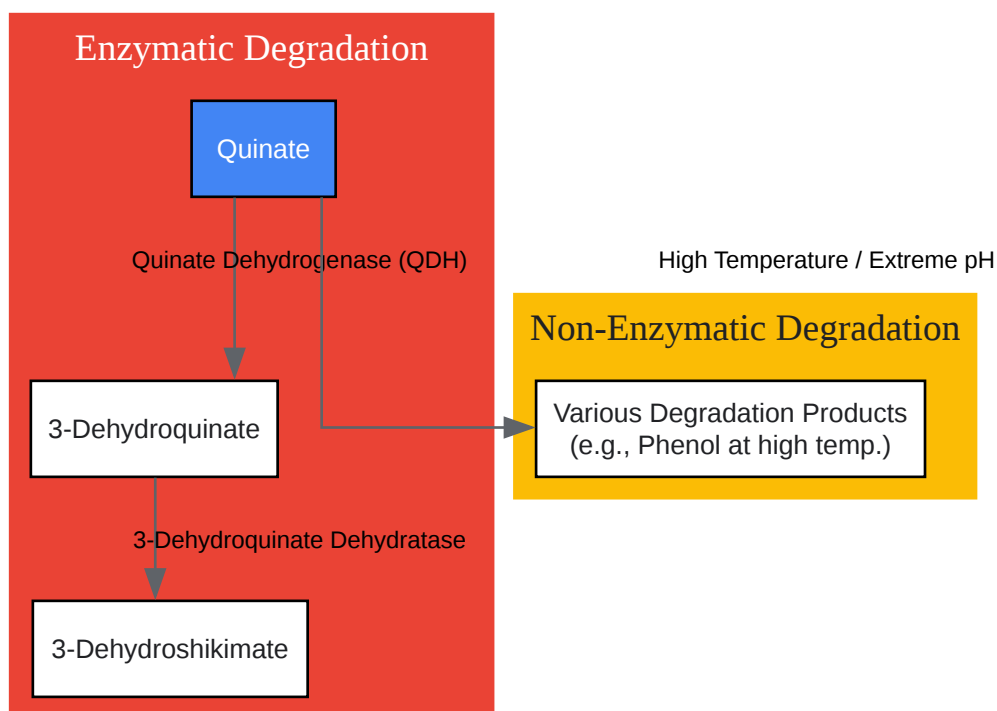 Enzymatic Degradation
Quinate
Quinate Dehydrogenase (QDH)
High Temperature / Extreme pH
Non-Enzymatic Degradation
3-Dehydroquinate
Various Degradation Products
(e.g., Phenol at high temp.)
3-Dehydroquinate Dehydratase
3-Dehydroshikimate